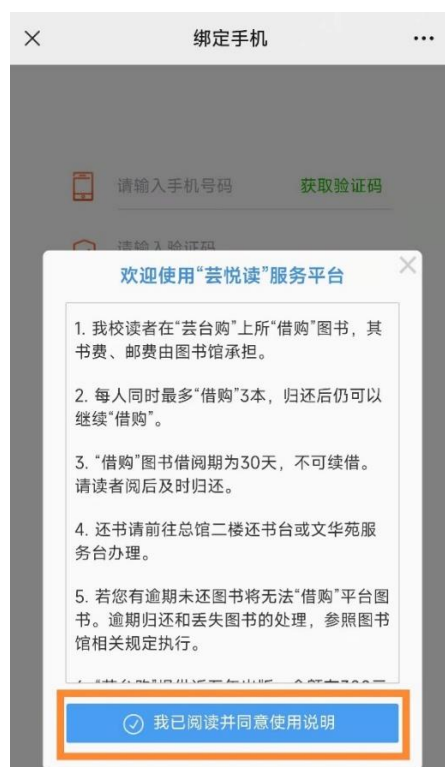 绑定手机
请输入手机号码 获取验证码
请输入验证码
欢迎使用“芸悦读”服务平台
1. 我校读者在“芸台购”上所“借购”图书，其
书费、邮费由图书馆承担。
2. 每人同时最多“借购”3本，归还后仍可以
继续“借购”。
3. “借购”图书借阅期为30天，不可续借。
请读者阅后及时归还。
4. 还书请前往总馆二楼还书台或文华苑服
务台办理。
5. 若您有逾期未还图书将无法“借购”平台图
书。逾期归还和丢失图书的处理，参照图书
馆相关规定执行。
我已阅读并同意使用说明